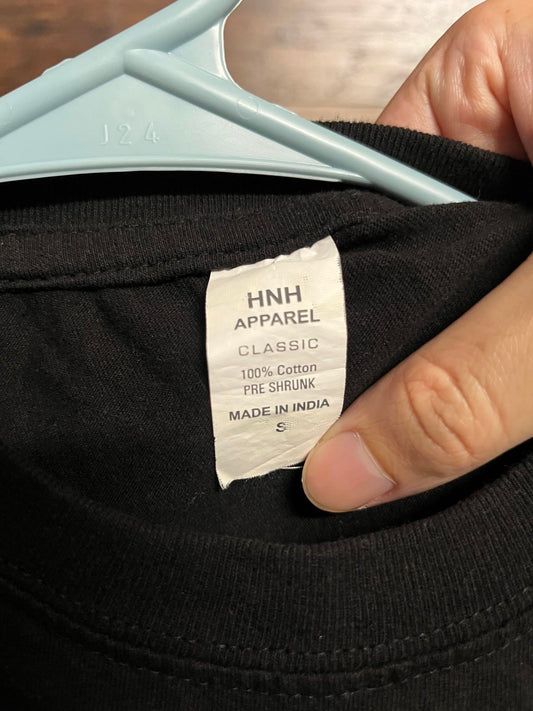 J24
HNH
APPAREL
CLASSIC
100% Cotton
PRE SHRUNK
MADE IN INDIA
S